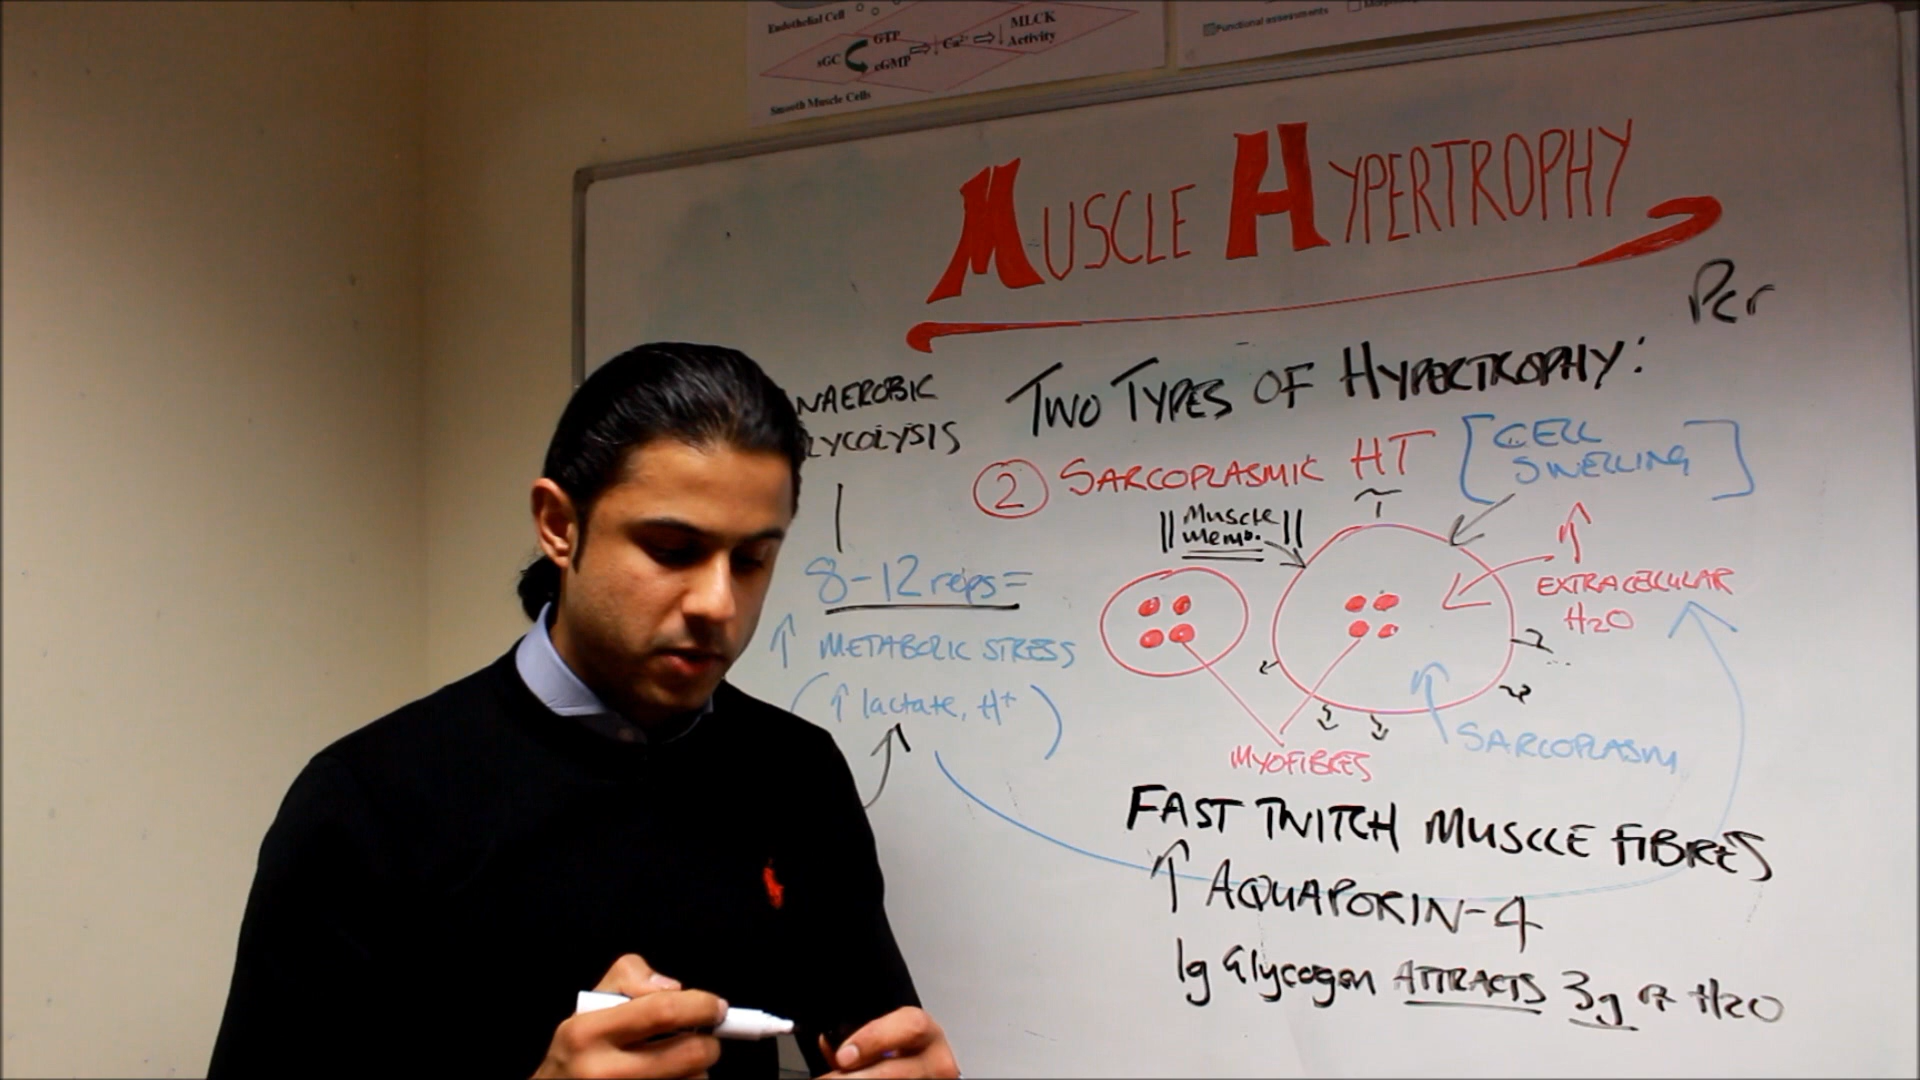 Endothelial Cell
GTP
sGC
cGMP
Ca²⁺
MLCK
Activity
Smooth Muscle Cells
Functional assessments
MUSCLE HYPERTROPHY
Pcr
NAEROBIC
LYCOLYSIS
TWO TYPES OF HYPERTROPHY:
② SARCOPLASMIC HT [CELL
SWELLING]
|| Muscle ||
Memb.
8-12 reps =
↑ METABOLIC STRESS
(↑ lactate, H+)
↑
EXTRACELLULAR
H2O
↑ SARCOPLASM
MYOFIBRES
FAST TWITCH MUSCLE FIBRES
↑ AQUAPORIN-4
1g Glycogen ATTRACTS 3g of H2O